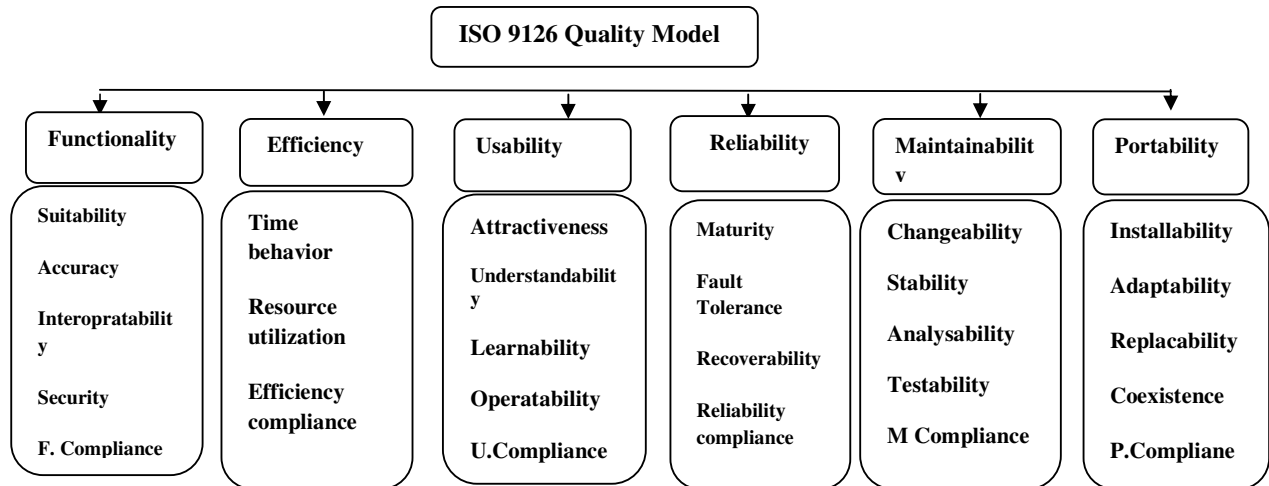 ISO 9126 Quality Model
Functionality
Suitability
Accuracy
Interopratabilit
y
Security
F. Compliance
Efficiency
Time
behavior
Resource
utilization
Efficiency
compliance
Usability
Attractiveness
Understandabilit
y
Learnability
Operatability
U.Compliance
Reliability
Maturity
Fault
Tolerance
Recoverability
Reliability
compliance
Maintainabilit
v
Changeability
Stability
Analysability
Testability
M Compliance
Portability
Installability
Adaptability
Replacability
Coexistence
P.Compliane